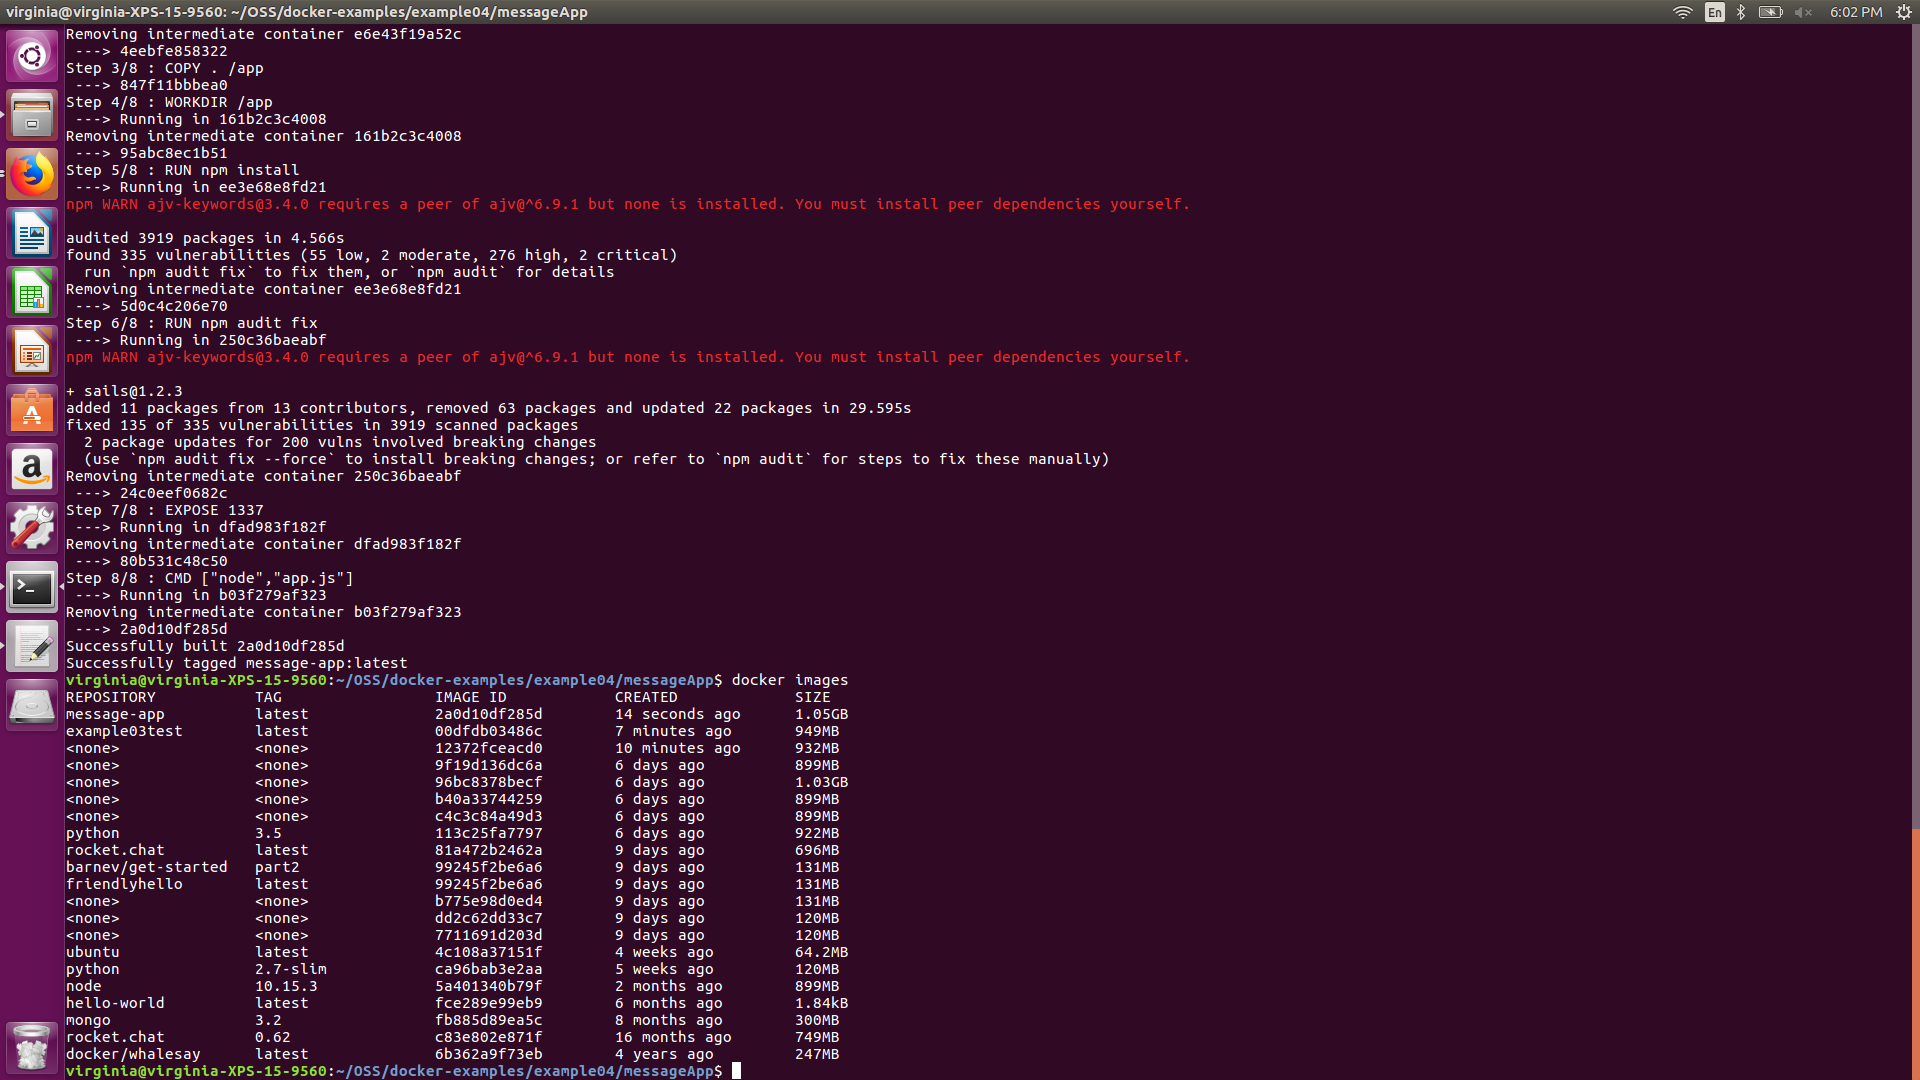 virginia@virginia-XPS-15-9560: ~/OSS/docker-examples/example04/messageApp
En
6:02 PM
Removing intermediate container e6e43f19a52c
 ---> 4eebfe858322
Step 3/8 : COPY . /app
 ---> 847f11bbbea0
Step 4/8 : WORKDIR /app
 ---> Running in 161b2c3c4008
Removing intermediate container 161b2c3c4008
 ---> 95abc8ec1b51
Step 5/8 : RUN npm install
 ---> Running in ee3e68e8fd21
npm WARN ajv-keywords@3.4.0 requires a peer of ajv@^6.9.1 but none is installed. You must install peer dependencies yourself.
audited 3919 packages in 4.566s
found 335 vulnerabilities (55 low, 2 moderate, 276 high, 2 critical)
  run `npm audit fix` to fix them, or `npm audit` for details
Removing intermediate container ee3e68e8fd21
 ---> 5d0c4c206e70
Step 6/8 : RUN npm audit fix
 ---> Running in 250c36baeabf
npm WARN ajv-keywords@3.4.0 requires a peer of ajv@^6.9.1 but none is installed. You must install peer dependencies yourself.
+ sails@1.2.3
added 11 packages from 13 contributors, removed 63 packages and updated 22 packages in 29.595s
fixed 135 of 335 vulnerabilities in 3919 scanned packages
  2 package updates for 200 vulns involved breaking changes
  (use `npm audit fix --force` to install breaking changes; or refer to `npm audit` for steps to fix these manually)
Removing intermediate container 250c36baeabf
 ---> 24c0eef0682c
Step 7/8 : EXPOSE 1337
 ---> Running in dfad983f182f
Removing intermediate container dfad983f182f
 ---> 80b531c48c50
Step 8/8 : CMD ["node","app.js"]
 ---> Running in b03f279af323
Removing intermediate container b03f279af323
 ---> 2a0d10df285d
Successfully built 2a0d10df285d
Successfully tagged message-app:latest
virginia@virginia-XPS-15-9560:~/OSS/docker-examples/example04/messageApp$ docker images
REPOSITORY           TAG                 IMAGE ID            CREATED             SIZE
message-app          latest              2a0d10df285d        14 seconds ago      1.05GB
example03test        latest              00dfdb03486c        7 minutes ago       949MB
<none>               <none>              12372fceacd0        10 minutes ago      932MB
<none>               <none>              9f19d136dc6a        6 days ago          899MB
<none>               <none>              96bc8378becf        6 days ago          1.03GB
<none>               <none>              b40a33744259        6 days ago          899MB
<none>               <none>              c4c3c84a49d3        6 days ago          899MB
python               3.5                 113c25fa7797        6 days ago          922MB
rocket.chat          latest              81a472b2462a        9 days ago          696MB
barnev/get-started   part2               99245f2be6a6        9 days ago          131MB
friendlyhello        latest              99245f2be6a6        9 days ago          131MB
<none>               <none>              b775e98d0ed4        9 days ago          131MB
<none>               <none>              dd2c62dd33c7        9 days ago          120MB
<none>               <none>              7711691d203d        9 days ago          120MB
ubuntu               latest              4c108a37151f        4 weeks ago         64.2MB
python               2.7-slim            ca96bab3e2aa        5 weeks ago         120MB
node                 10.15.3             5a401340b79f        2 months ago        899MB
hello-world          latest              fce289e99eb9        6 months ago        1.84kB
mongo                3.2                 fb885d89ea5c        8 months ago        300MB
rocket.chat          0.62                c83e802e871f        16 months ago       749MB
docker/whalesay      latest              6b362a9f73eb        4 years ago         247MB
virginia@virginia-XPS-15-9560:~/OSS/docker-examples/example04/messageApp$